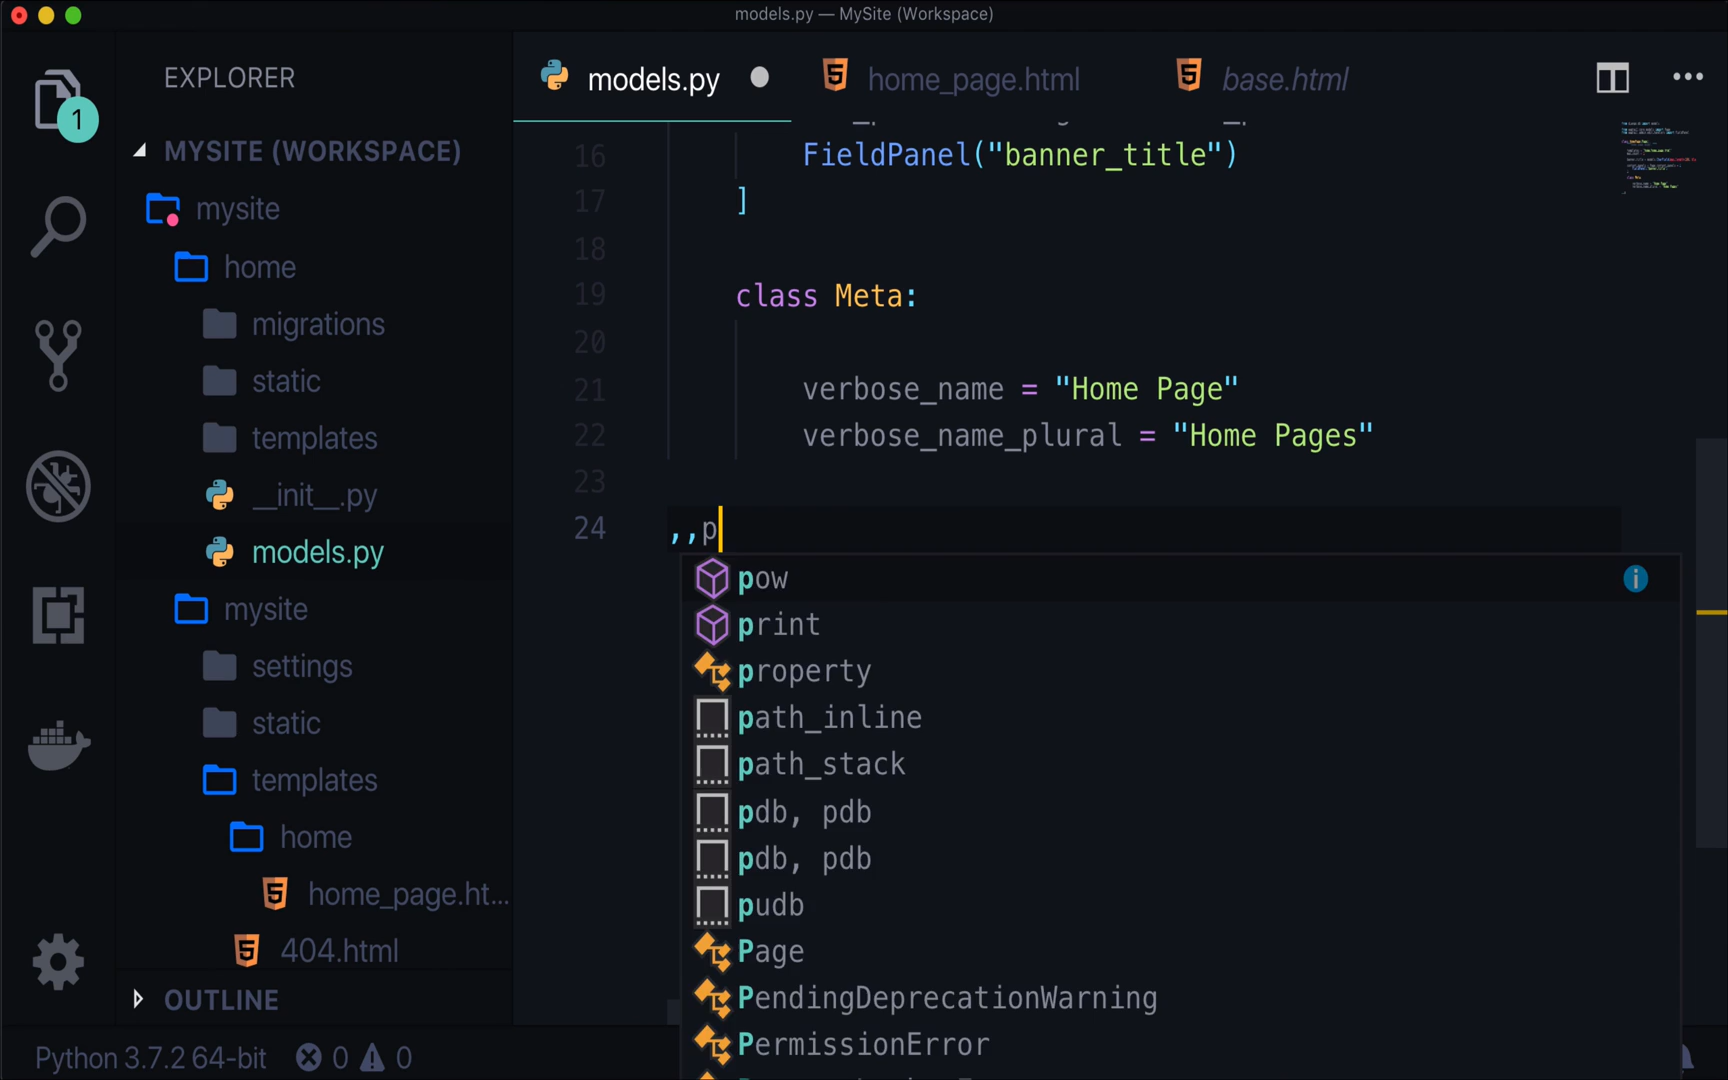 models.py — MySite (Workspace)
EXPLORER
1
MYSITE (WORKSPACE)
mysite
home
migrations
static
templates
__init__.py
models.py
mysite
settings
static
templates
home
home_page.ht...
404.html
OUTLINE
Python 3.7.2 64-bit
0
0
models.py
home_page.html
base.html
16 FieldPanel("banner_title")
17 ]
18
19 class Meta:
20
21 verbose_name = "Home Page"
22 verbose_name_plural = "Home Pages"
23
24 ,,p
pow
print
property
path_inline
path_stack
pdb, pdb
pdb, pdb
pudb
Page
PendingDeprecationWarning
PermissionError